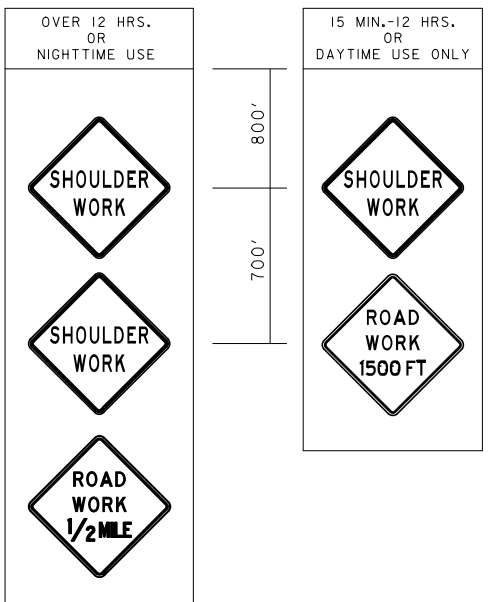 OVER 12 HRS.
OR
NIGHTTIME USE
SHOULDER
WORK
SHOULDER
WORK
ROAD
WORK
1/2 MILE
800'
700'
15 MIN.-12 HRS.
OR
DAYTIME USE ONLY
SHOULDER
WORK
ROAD
WORK
1500 FT